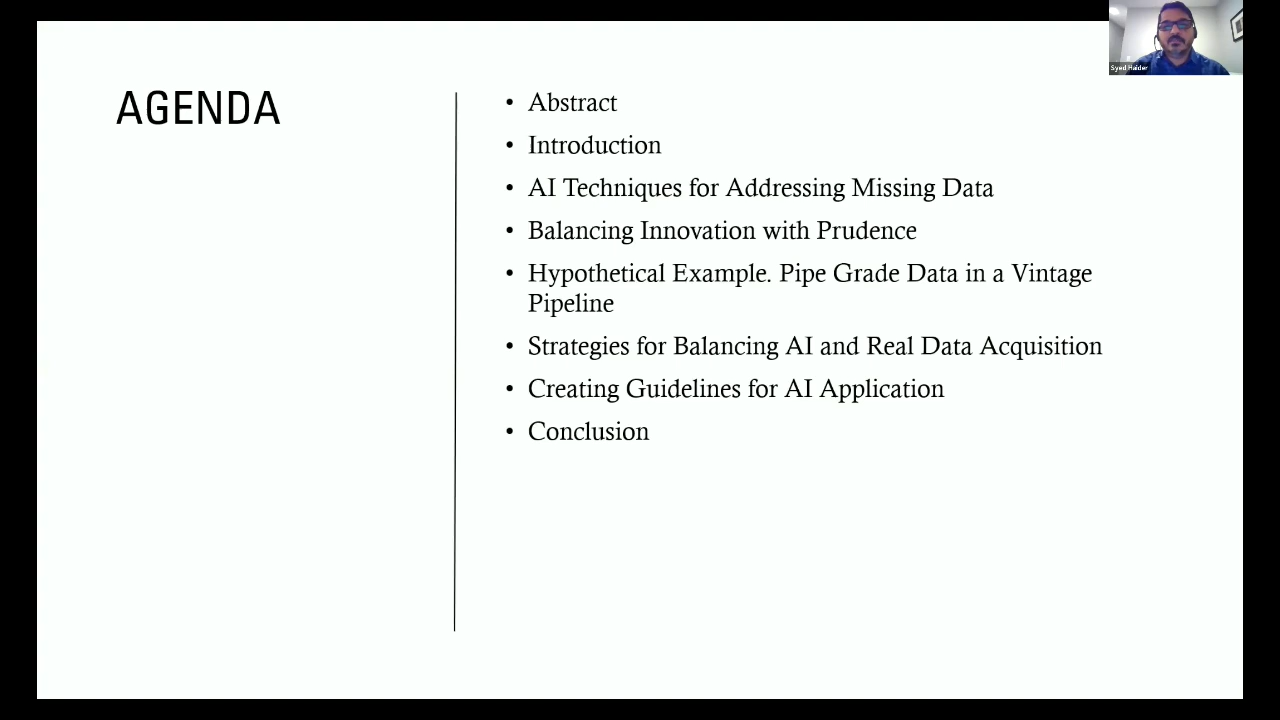 AGENDA
• Abstract
• Introduction
• AI Techniques for Addressing Missing Data
• Balancing Innovation with Prudence
• Hypothetical Example. Pipe Grade Data in a Vintage
Pipeline
• Strategies for Balancing AI and Real Data Acquisition
• Creating Guidelines for AI Application
• Conclusion
Syed Haider